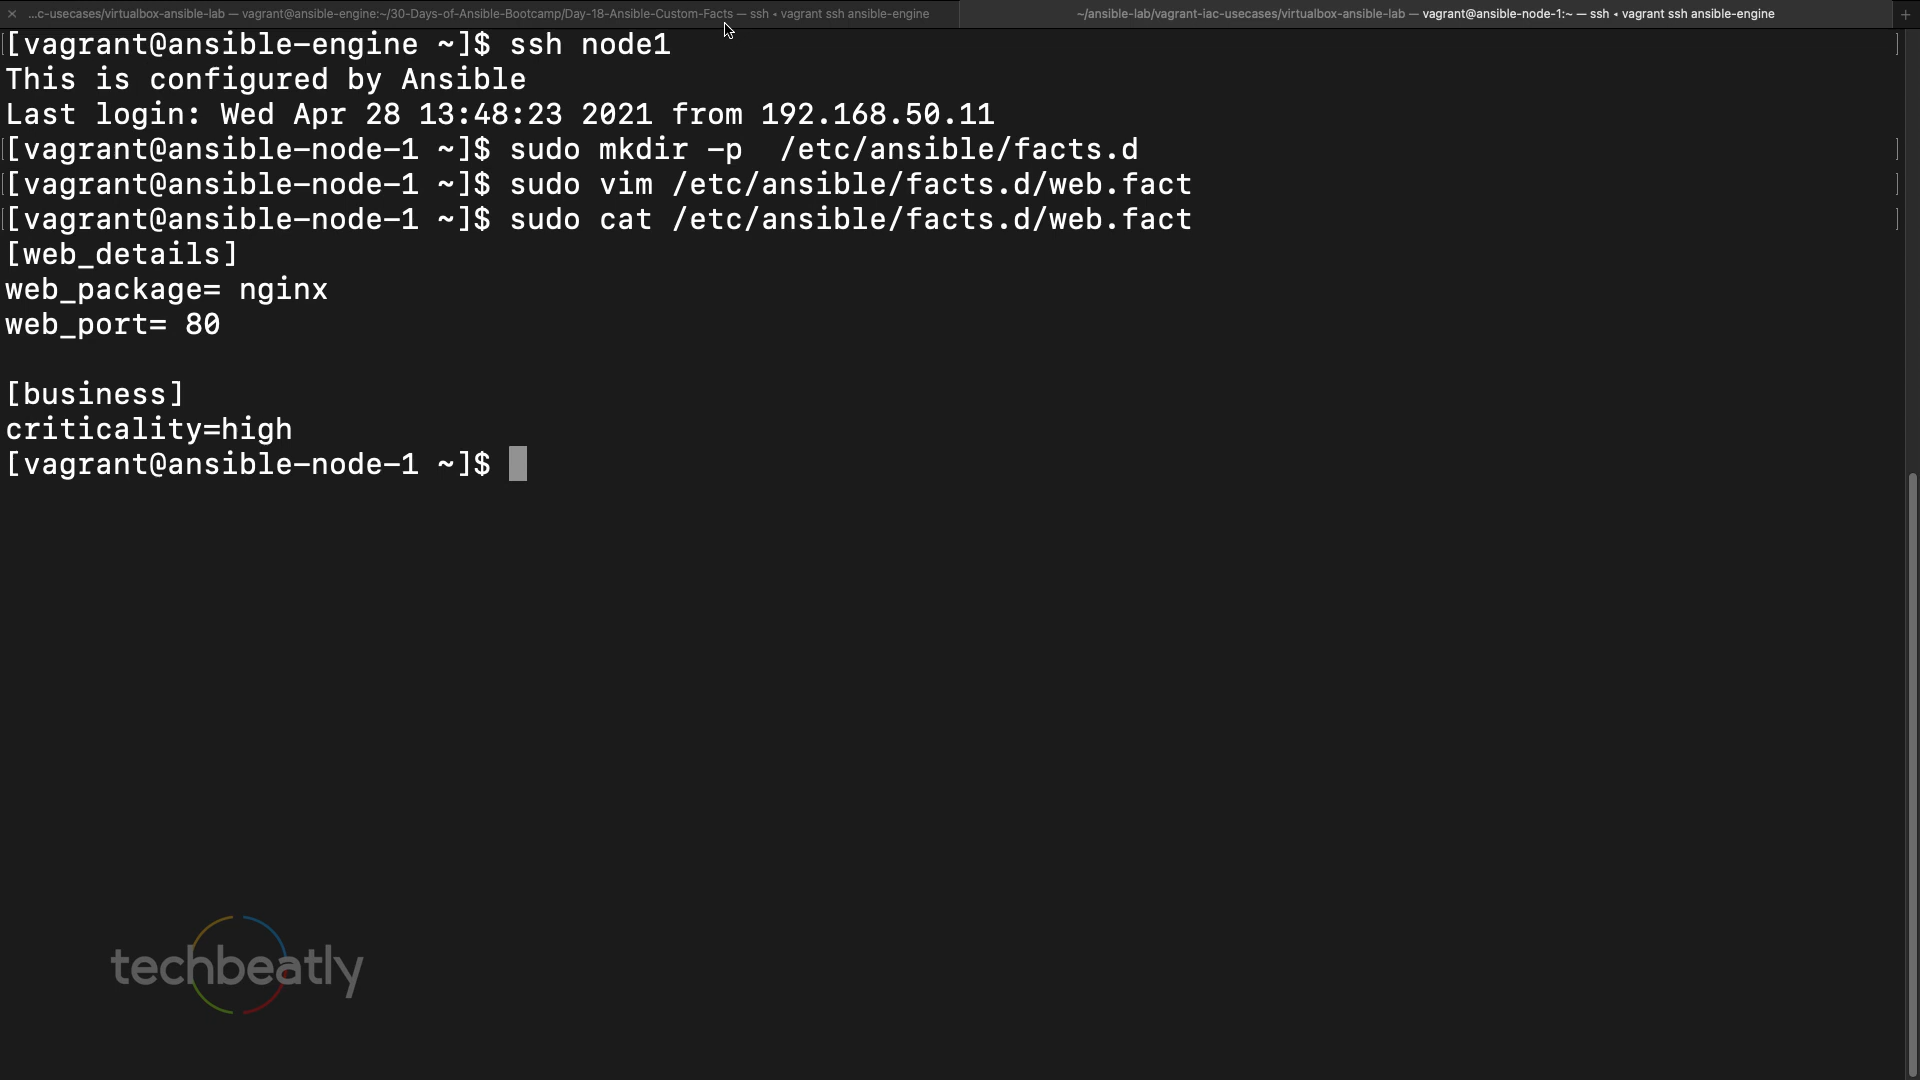 ...c-usecases/virtualbox-ansible-lab — vagrant@ansible-engine:~/30-Days-of-Ansible-Bootcamp/Day-18-Ansible-Custom-Facts — ssh ◂ vagrant ssh ansible-engine
~/ansible-lab/vagrant-iac-usecases/virtualbox-ansible-lab — vagrant@ansible-node-1:~ — ssh ◂ vagrant ssh ansible-engine
[vagrant@ansible-engine ~]$ ssh node1
This is configured by Ansible
Last login: Wed Apr 28 13:48:23 2021 from 192.168.50.11
[vagrant@ansible-node-1 ~]$ sudo mkdir -p  /etc/ansible/facts.d
[vagrant@ansible-node-1 ~]$ sudo vim /etc/ansible/facts.d/web.fact
[vagrant@ansible-node-1 ~]$ sudo cat /etc/ansible/facts.d/web.fact
[web_details]
web_package= nginx
web_port= 80
[business]
criticality=high
[vagrant@ansible-node-1 ~]$
techbeatly